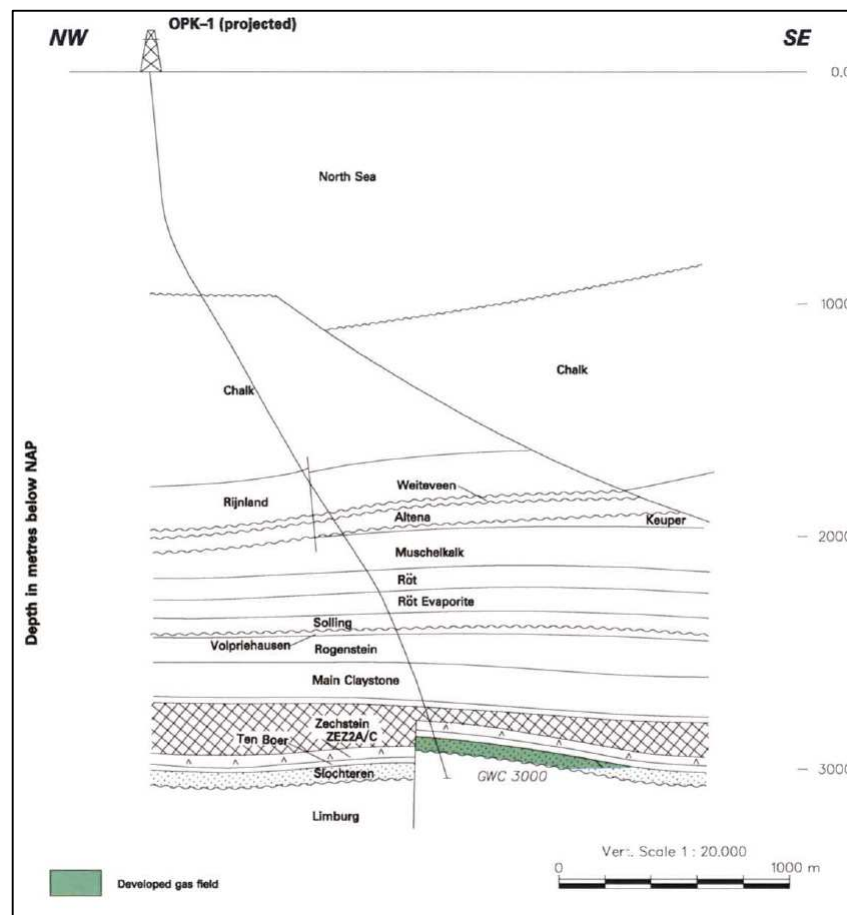 OPK–1 (projected)
NW
SE
0.0
North Sea
1000
Chalk
Chalk
Depth in metres below NAP
Weiteveen
Rijnland
Altena
Keuper
2000
Muschelkalk
Röt
Röt Evaporite
Solling
Volpriehausen
Rogenstein
Main Claystone
Zechstein
Ten Boer
ZEZ2A/C
Slochteren
GWC 3000
3000
Limburg
Vert. Scale 1 : 20.000
0
1000 m
Developed gas field